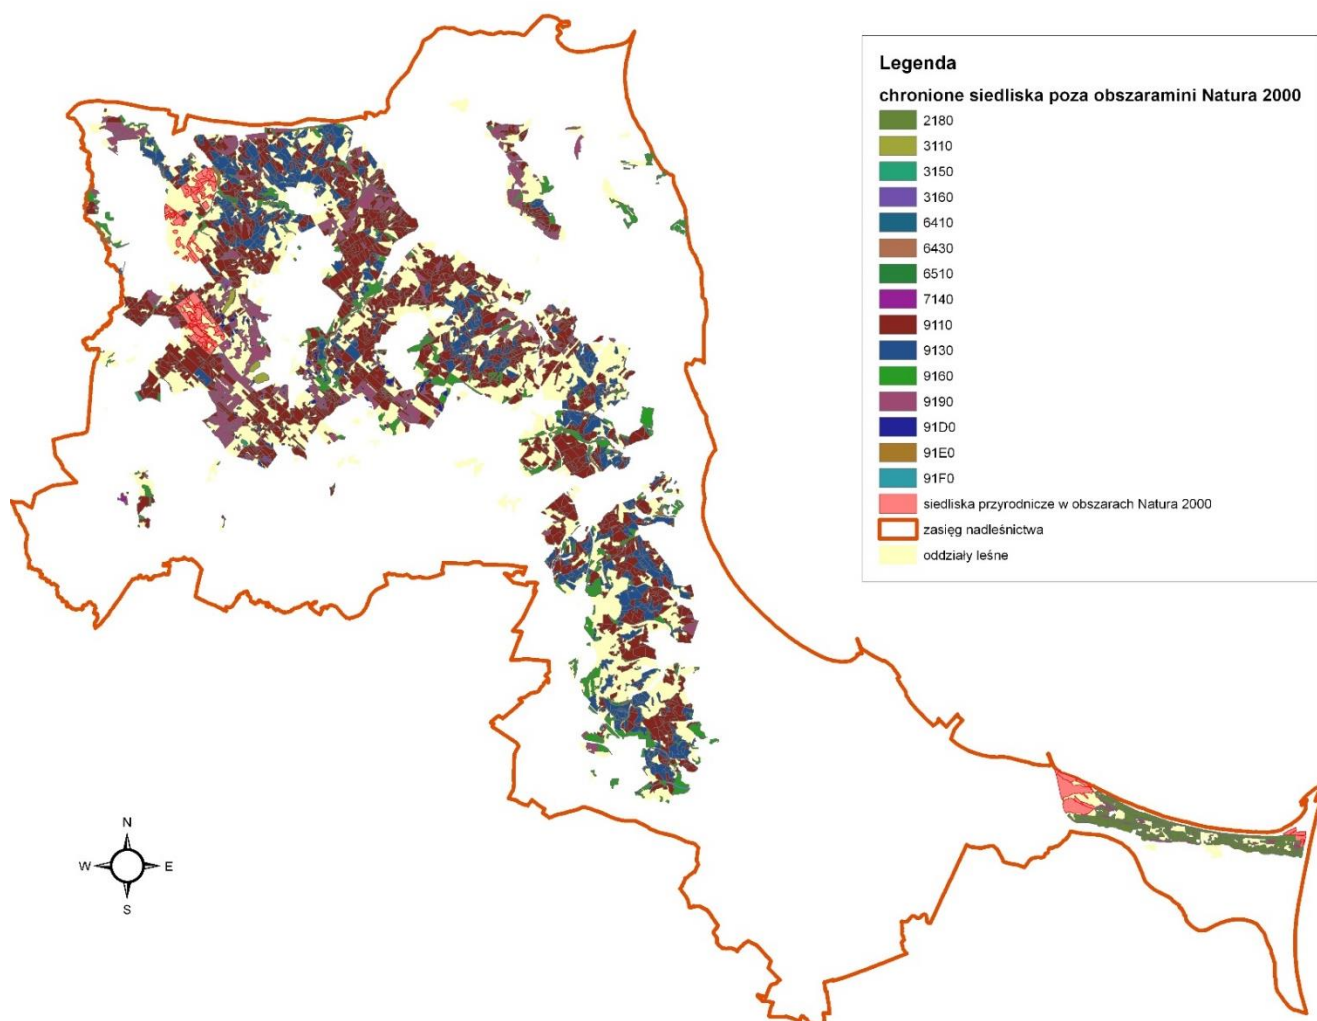 Legenda
chronione siedliska poza obszaramini Natura 2000
2180
3110
3150
3160
6410
6430
6510
7140
9110
9130
9160
9190
91D0
91E0
91F0
siedliska przyrodnicze w obszarach Natura 2000
zasięg nadleśnictwa
oddziały leśne
N
W E
S